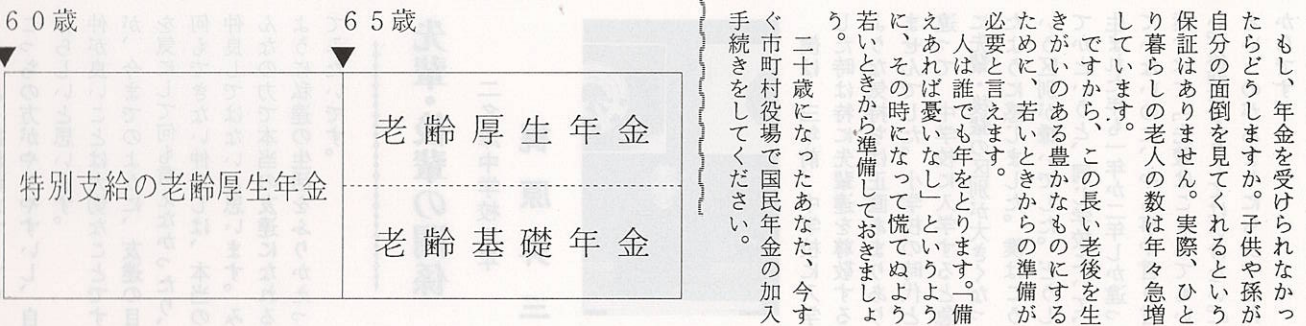 もし、年金を受けられなかっ
たらどうしますか。子供や孫が
自分の面倒を見てくれるという
保証はありません。実際、ひと
り暮らしの老人の数は年々急増
しています。
ですから、この長い老後を生
きがいのある豊かなものにする
ために、若いときからの準備が
必要と言えます。
人は誰でも年をとります。「備
えあれば憂いなし」というよう
に、その時になって慌てぬよう
若いときから準備しておきましょ
う。
二十歳になったあなた、今す
ぐ市町村役場で国民年金の加入
手続きをしてください。
60歳
65歳
特別支給の老齢厚生年金
老齢厚生年金
老齢基礎年金